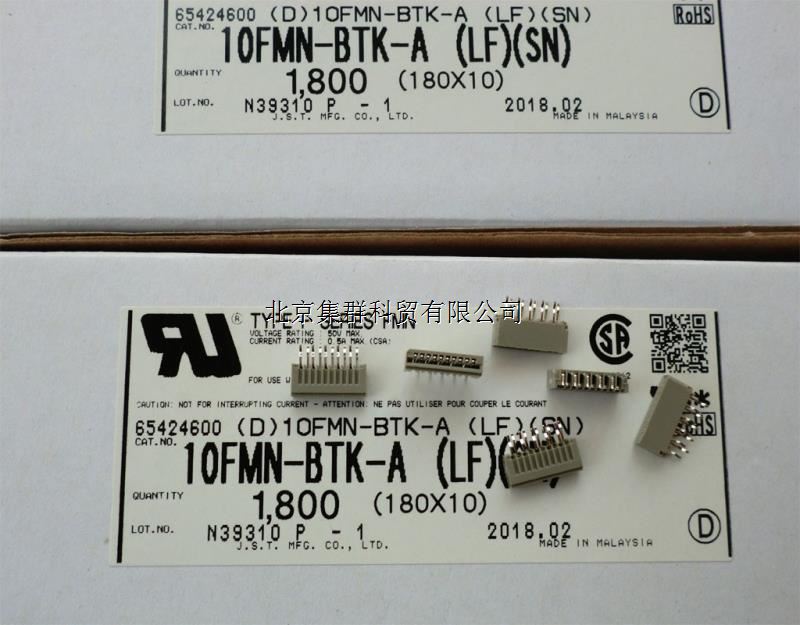 65424600 (D)10FMN-BTK-A (LF)(SN)
RoHS
CAT.NO.
10FMN-BTK-A (LF)(SN)
QUANTITY
1,800 (180X10)
LOT.NO. N39310 P - 1 2018.02
J.S.T. MFG. CO., LTD. MADE IN MALAYSIA
D
北京集群科贸有限公司
® TYPE SERIES FMN
VOLTAGE RATING : 50V MAX.
CURRENT RATING : 0.5A MAX.(CSA)
FOR USE
CAUTION: NOT FOR INTERRUPTING CURRENT - ATTENTION: NE PAS UTILISER POUR COUPER LE COURANT
65424600 (D)10FMN-BTK-A (LF)(SN)
CAT.NO.
10FMN-BTK-A (LF)
QUANTITY
1,800 (180X10)
LOT.NO. N39310 P - 1 2018.02
J.S.T. MFG. CO., LTD. MADE IN MALAYSIA
D